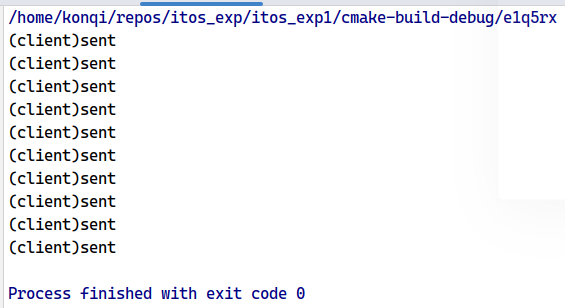 /home/konqi/repos/itos_exp/itos_exp1/cmake-build-debug/e1q5rx
(client)sent
(client)sent
(client)sent
(client)sent
(client)sent
(client)sent
(client)sent
(client)sent
(client)sent
(client)sent
Process finished with exit code 0